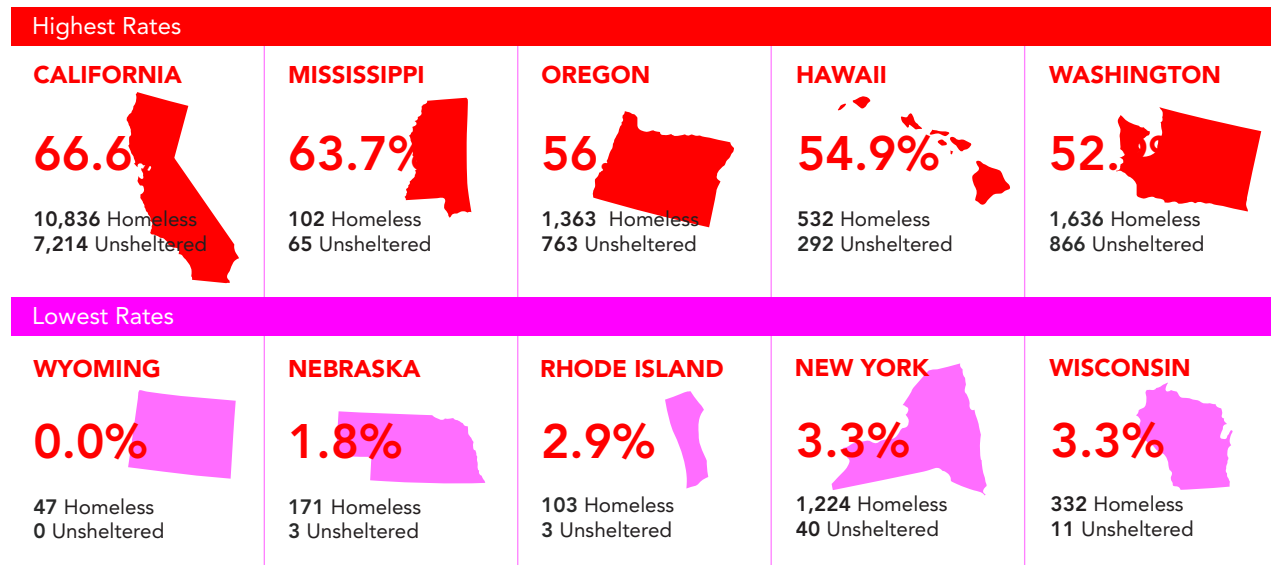 Highest Rates
CALIFORNIA
66.6
10,836 Homeless
7,214 Unsheltered
MISSISSIPPI
63.7%
102 Homeless
65 Unsheltered
OREGON
56.
1,363 Homeless
763 Unsheltered
HAWAII
54.9%
532 Homeless
292 Unsheltered
WASHINGTON
52.9%
1,636 Homeless
866 Unsheltered
Lowest Rates
WYOMING
0.0%
47 Homeless
0 Unsheltered
NEBRASKA
1.8%
171 Homeless
3 Unsheltered
RHODE ISLAND
2.9%
103 Homeless
3 Unsheltered
NEW YORK
3.3%
1,224 Homeless
40 Unsheltered
WISCONSIN
3.3%
332 Homeless
11 Unsheltered